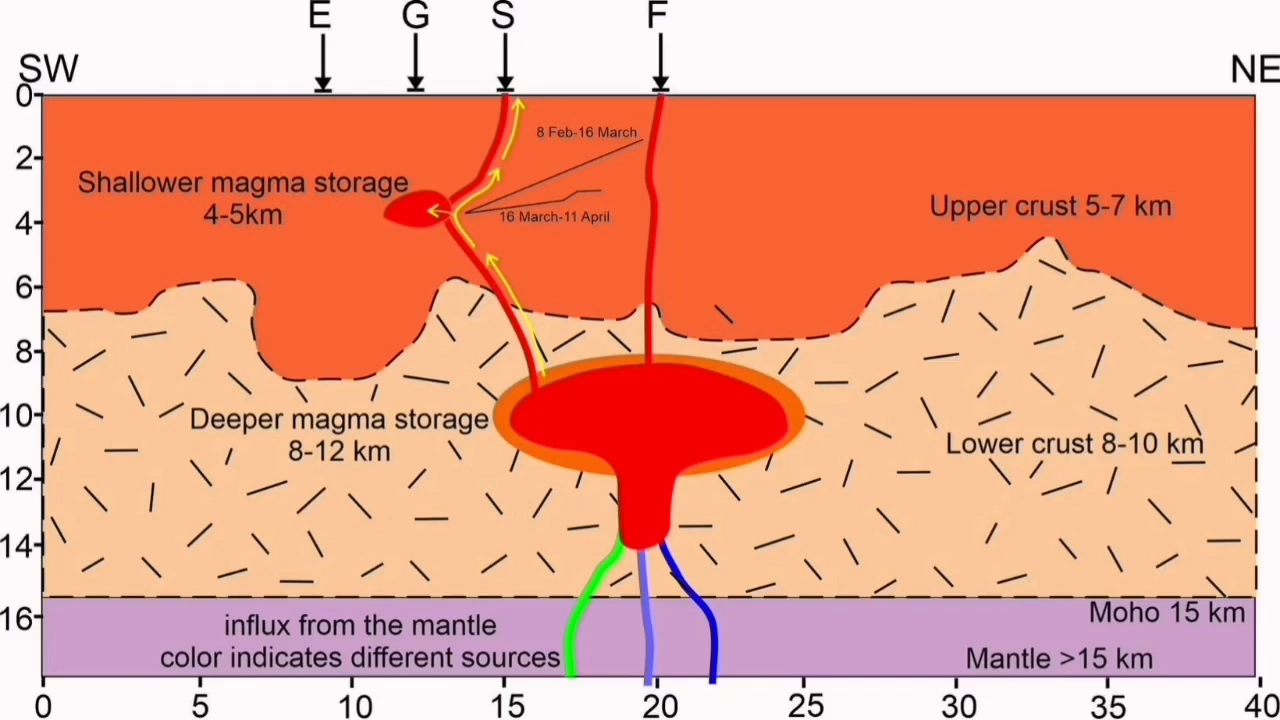 E G S F
SW NE
0
2
4
6
8
10
12
14
16
8 Feb-16 March
Shallower magma storage
4-5km
16 March-11 April
Upper crust 5-7 km
Deeper magma storage
8-12 km
Lower crust 8-10 km
Moho 15 km
influx from the mantle
color indicates different sources
Mantle >15 km
0 5 10 15 20 25 30 35 40